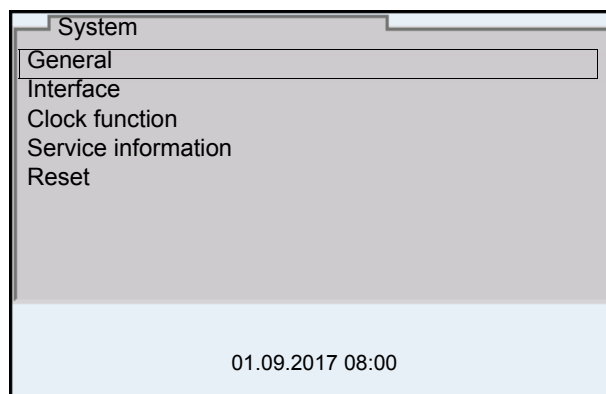 System
General
Interface
Clock function
Service information
Reset
01.09.2017 08:00